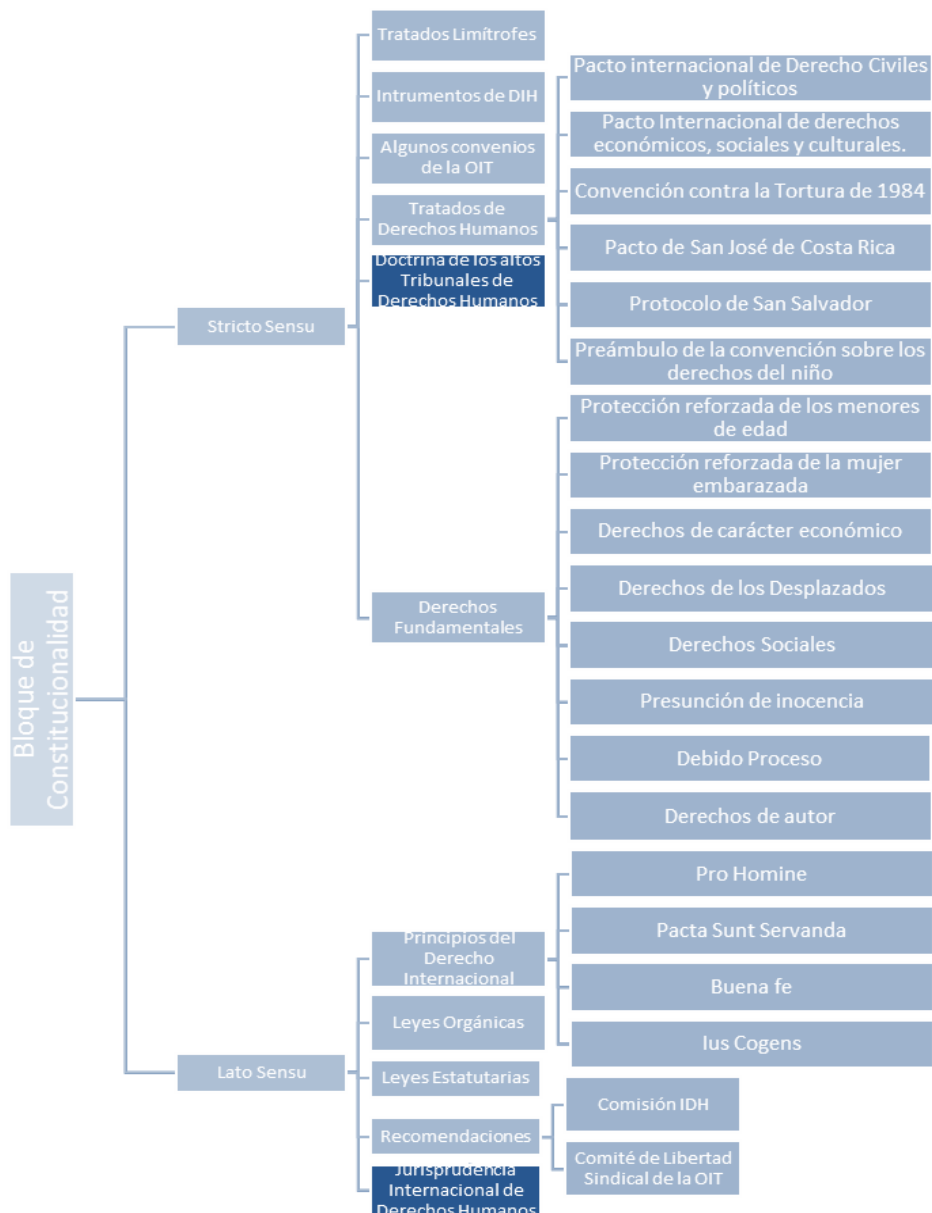 Bloque de
Constitucionalidad
Stricto Sensu
Tratados Limítrofes
Intrumentos de DIH
Algunos convenios
de la OIT
Tratados de
Derechos Humanos
Pacto internacional de Derecho Civiles
y políticos
Pacto Internacional de derechos
económicos, sociales y culturales.
Convención contra la Tortura de 1984
Pacto de San José de Costa Rica
Protocolo de San Salvador
Preámbulo de la convención sobre los
derechos del niño
Doctrina de los altos
Tribunales de
Derechos Humanos
Derechos
Fundamentales
Protección reforzada de los menores
de edad
Protección reforzada de la mujer
embarazada
Derechos de carácter económico
Derechos de los Desplazados
Derechos Sociales
Presunción de inocencia
Debido Proceso
Derechos de autor
Lato Sensu
Principios del
Derecho
Internacional
Pro Homine
Pacta Sunt Servanda
Buena fe
Ius Cogens
Leyes Orgánicas
Leyes Estatutarias
Recomendaciones
Comisión IDH
Comité de Libertad
Sindical de la OIT
Jurisprudencia
Internacional de
Derechos Humanos